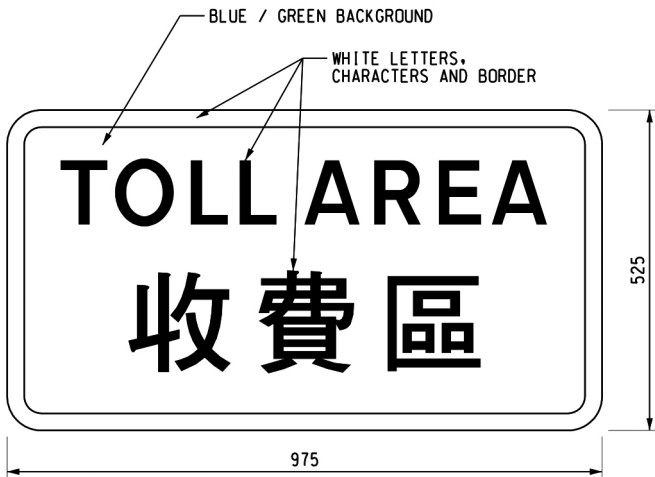 BLUE / GREEN BACKGROUND
WHITE LETTERS,
CHARACTERS AND BORDER
TOLL AREA
收費區
525
975